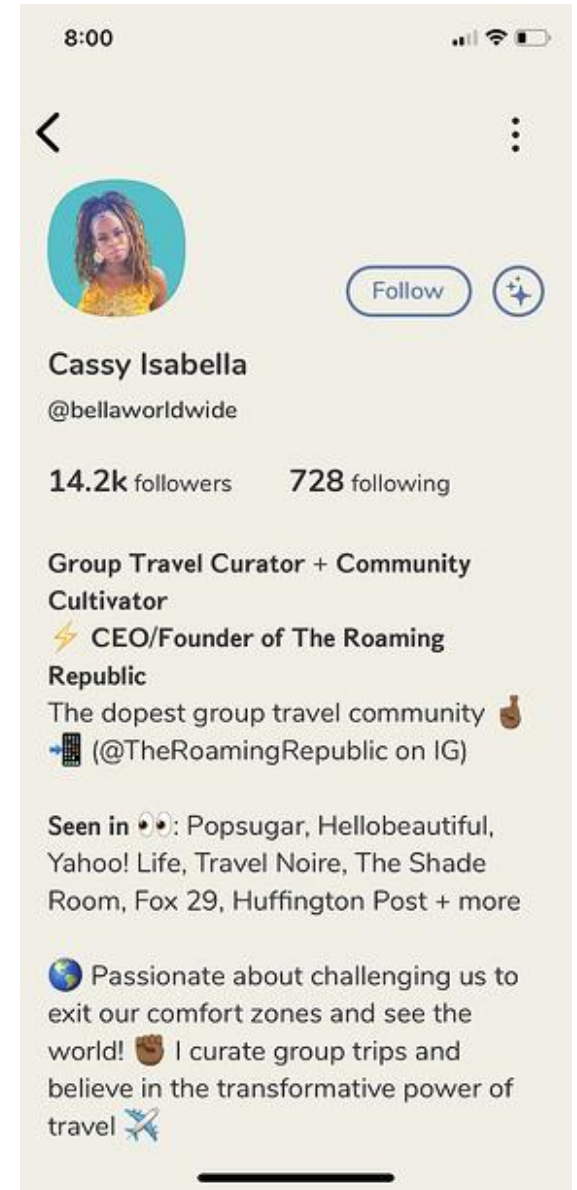 8:00
Follow
Cassy Isabella
@bellaworldwide
14.2k followers 728 following
Group Travel Curator + Community
Cultivator
⚡ CEO/Founder of The Roaming
Republic
The dopest group travel community 🤞🏾
📲 (@TheRoamingRepublic on IG)
Seen in 👀: Popsugar, Hellobeautiful,
Yahoo! Life, Travel Noire, The Shade
Room, Fox 29, Huffington Post + more
🌎 Passionate about challenging us to
exit our comfort zones and see the
world! ✊🏾 I curate group trips and
believe in the transformative power of
travel ✈️